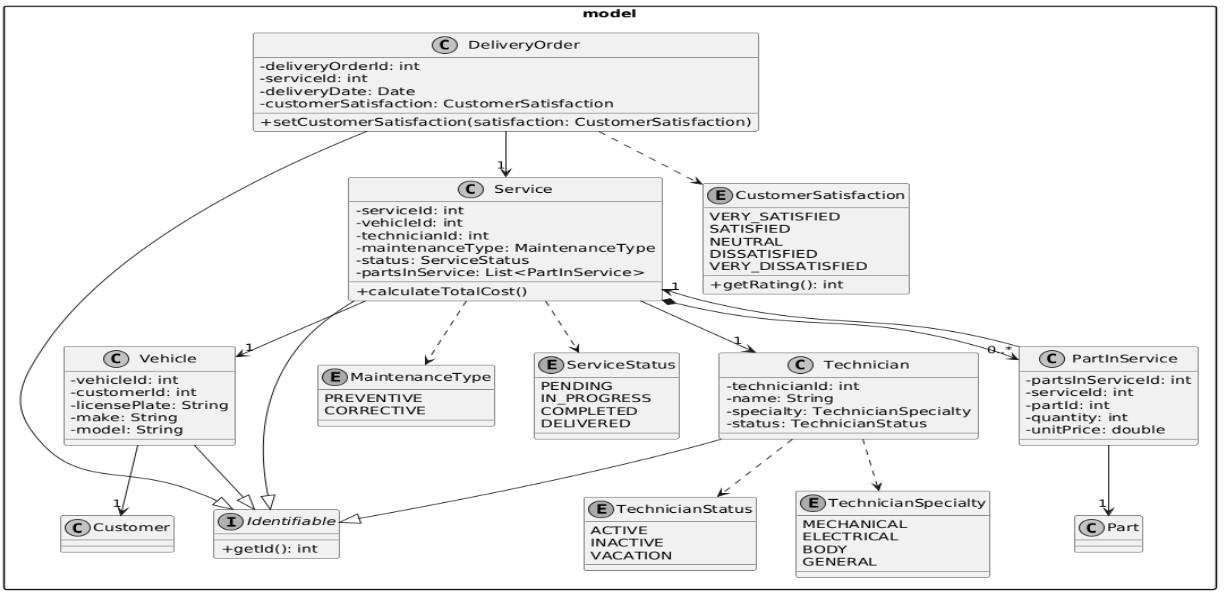 model
C DeliveryOrder
-deliveryOrderId: int
-serviceId: int
-deliveryDate: Date
-customerSatisfaction: CustomerSatisfaction
+setCustomerSatisfaction(satisfaction: CustomerSatisfaction)
1
C Service
-serviceId: int
-vehicleId: int
-technicianId: int
-maintenanceType: MaintenanceType
-status: ServiceStatus
-partsInService: List<PartInService>
+calculateTotalCost()
E CustomerSatisfaction
VERY_SATISFIED
SATISFIED
NEUTRAL
DISSATISFIED
VERY_DISSATISFIED
+getRating(): int
1
1
1
0..*
C Vehicle
-vehicleId: int
-customerId: int
-licensePlate: String
-make: String
-model: String
E MaintenanceType
PREVENTIVE
CORRECTIVE
E ServiceStatus
PENDING
IN_PROGRESS
COMPLETED
DELIVERED
C Technician
-technicianId: int
-name: String
-specialty: TechnicianSpecialty
-status: TechnicianStatus
C PartInService
-partsInServiceId: int
-serviceId: int
-partId: int
-quantity: int
-unitPrice: double
1
1
C Customer
I Identifiable
+getId(): int
E TechnicianStatus
ACTIVE
INACTIVE
VACATION
E TechnicianSpecialty
MECHANICAL
ELECTRICAL
BODY
GENERAL
C Part